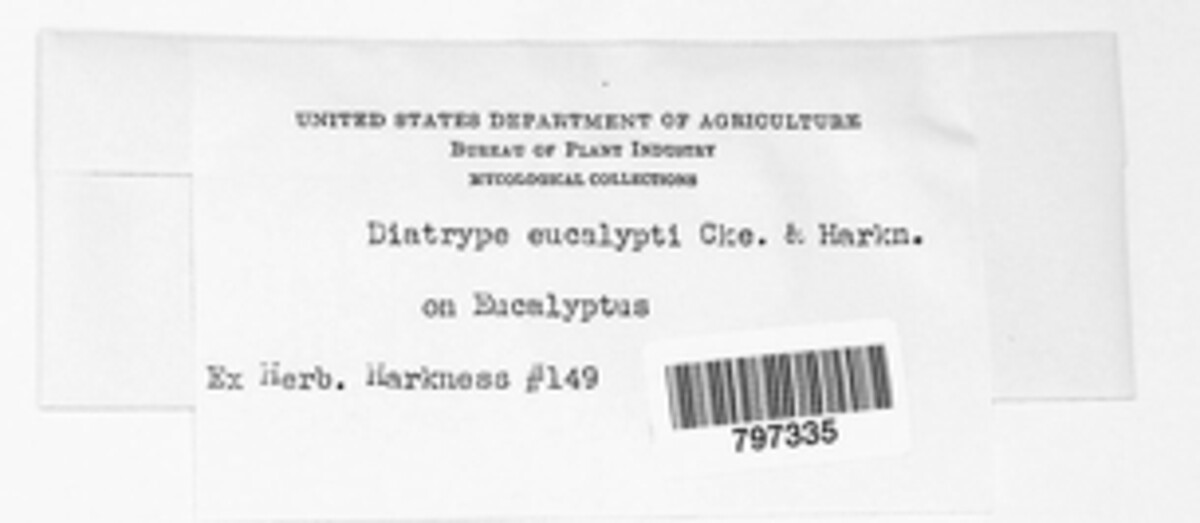 UNITED STATES DEPARTMENT OF AGRICULTURE
BUREAU OF PLANT INDUSTRY
MYCOLOGICAL COLLECTIONS
Diatrype eucalypti Cke. & Harkn.
on Eucalyptus
Ex Herb. Harkness #149
797335